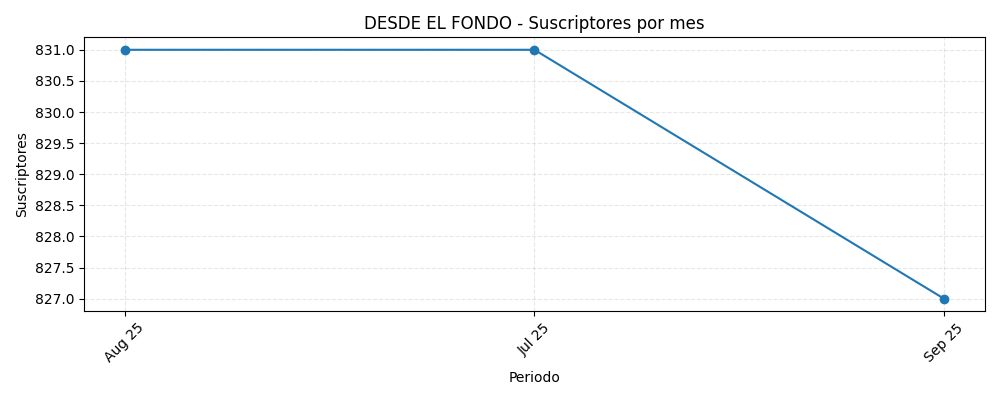 DESDE EL FONDO - Suscriptores por mes
831.0
830.5
830.0
829.5
829.0
828.5
828.0
827.5
827.0
Suscriptores
Aug 25
Jul 25
Sep 25
Periodo